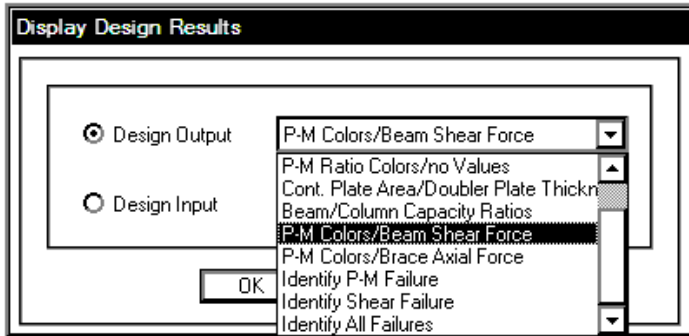 Display Design Results
Design Output
P-M Colors/Beam Shear Force
P-M Ratio Colors/no Values
Cont. Plate Area/Doubler Plate Thickn
Design Input
Beam/Column Capacity Ratios
P-M Colors/Beam Shear Force
P-M Colors/Brace Axial Force
OK
Identify P-M Failure
Identify Shear Failure
Identify All Failures